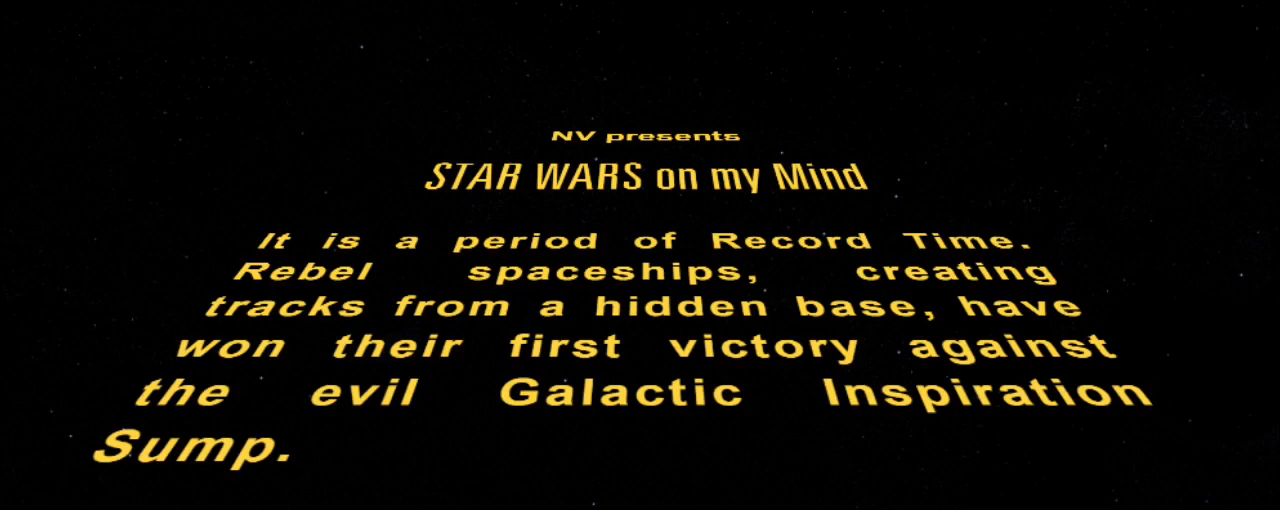 NV presents
STAR WARS on my Mind
It is a period of Record Time.
Rebel spaceships, creating
tracks from a hidden base, have
won their first victory against
the evil Galactic Inspiration
Sump.